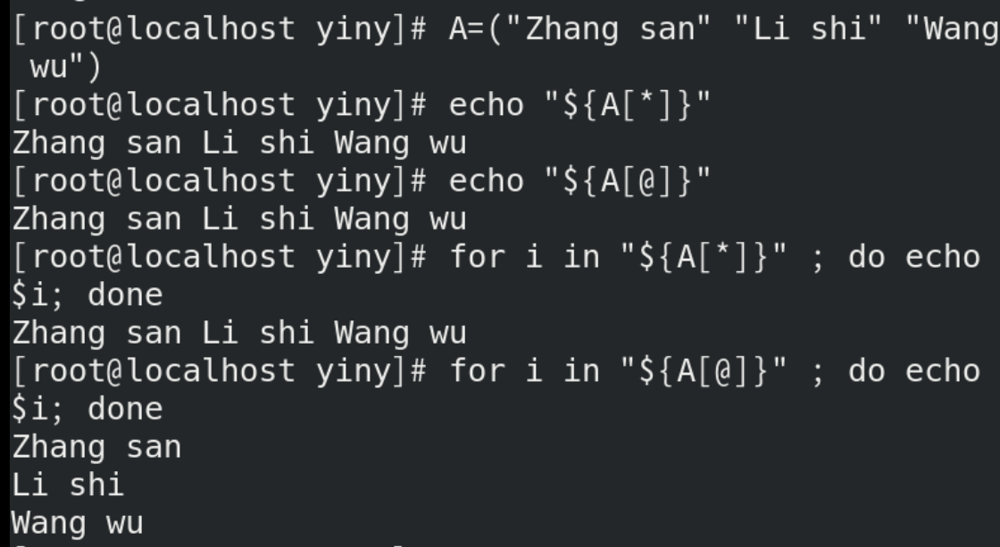 [root@localhost yiny]# A=("Zhang san" "Li shi" "Wang
 wu")
[root@localhost yiny]# echo "${A[*]}"
Zhang san Li shi Wang wu
[root@localhost yiny]# echo "${A[@]}"
Zhang san Li shi Wang wu
[root@localhost yiny]# for i in "${A[*]}" ; do echo
$i; done
Zhang san Li shi Wang wu
[root@localhost yiny]# for i in "${A[@]}" ; do echo
$i; done
Zhang san
Li shi
Wang wu